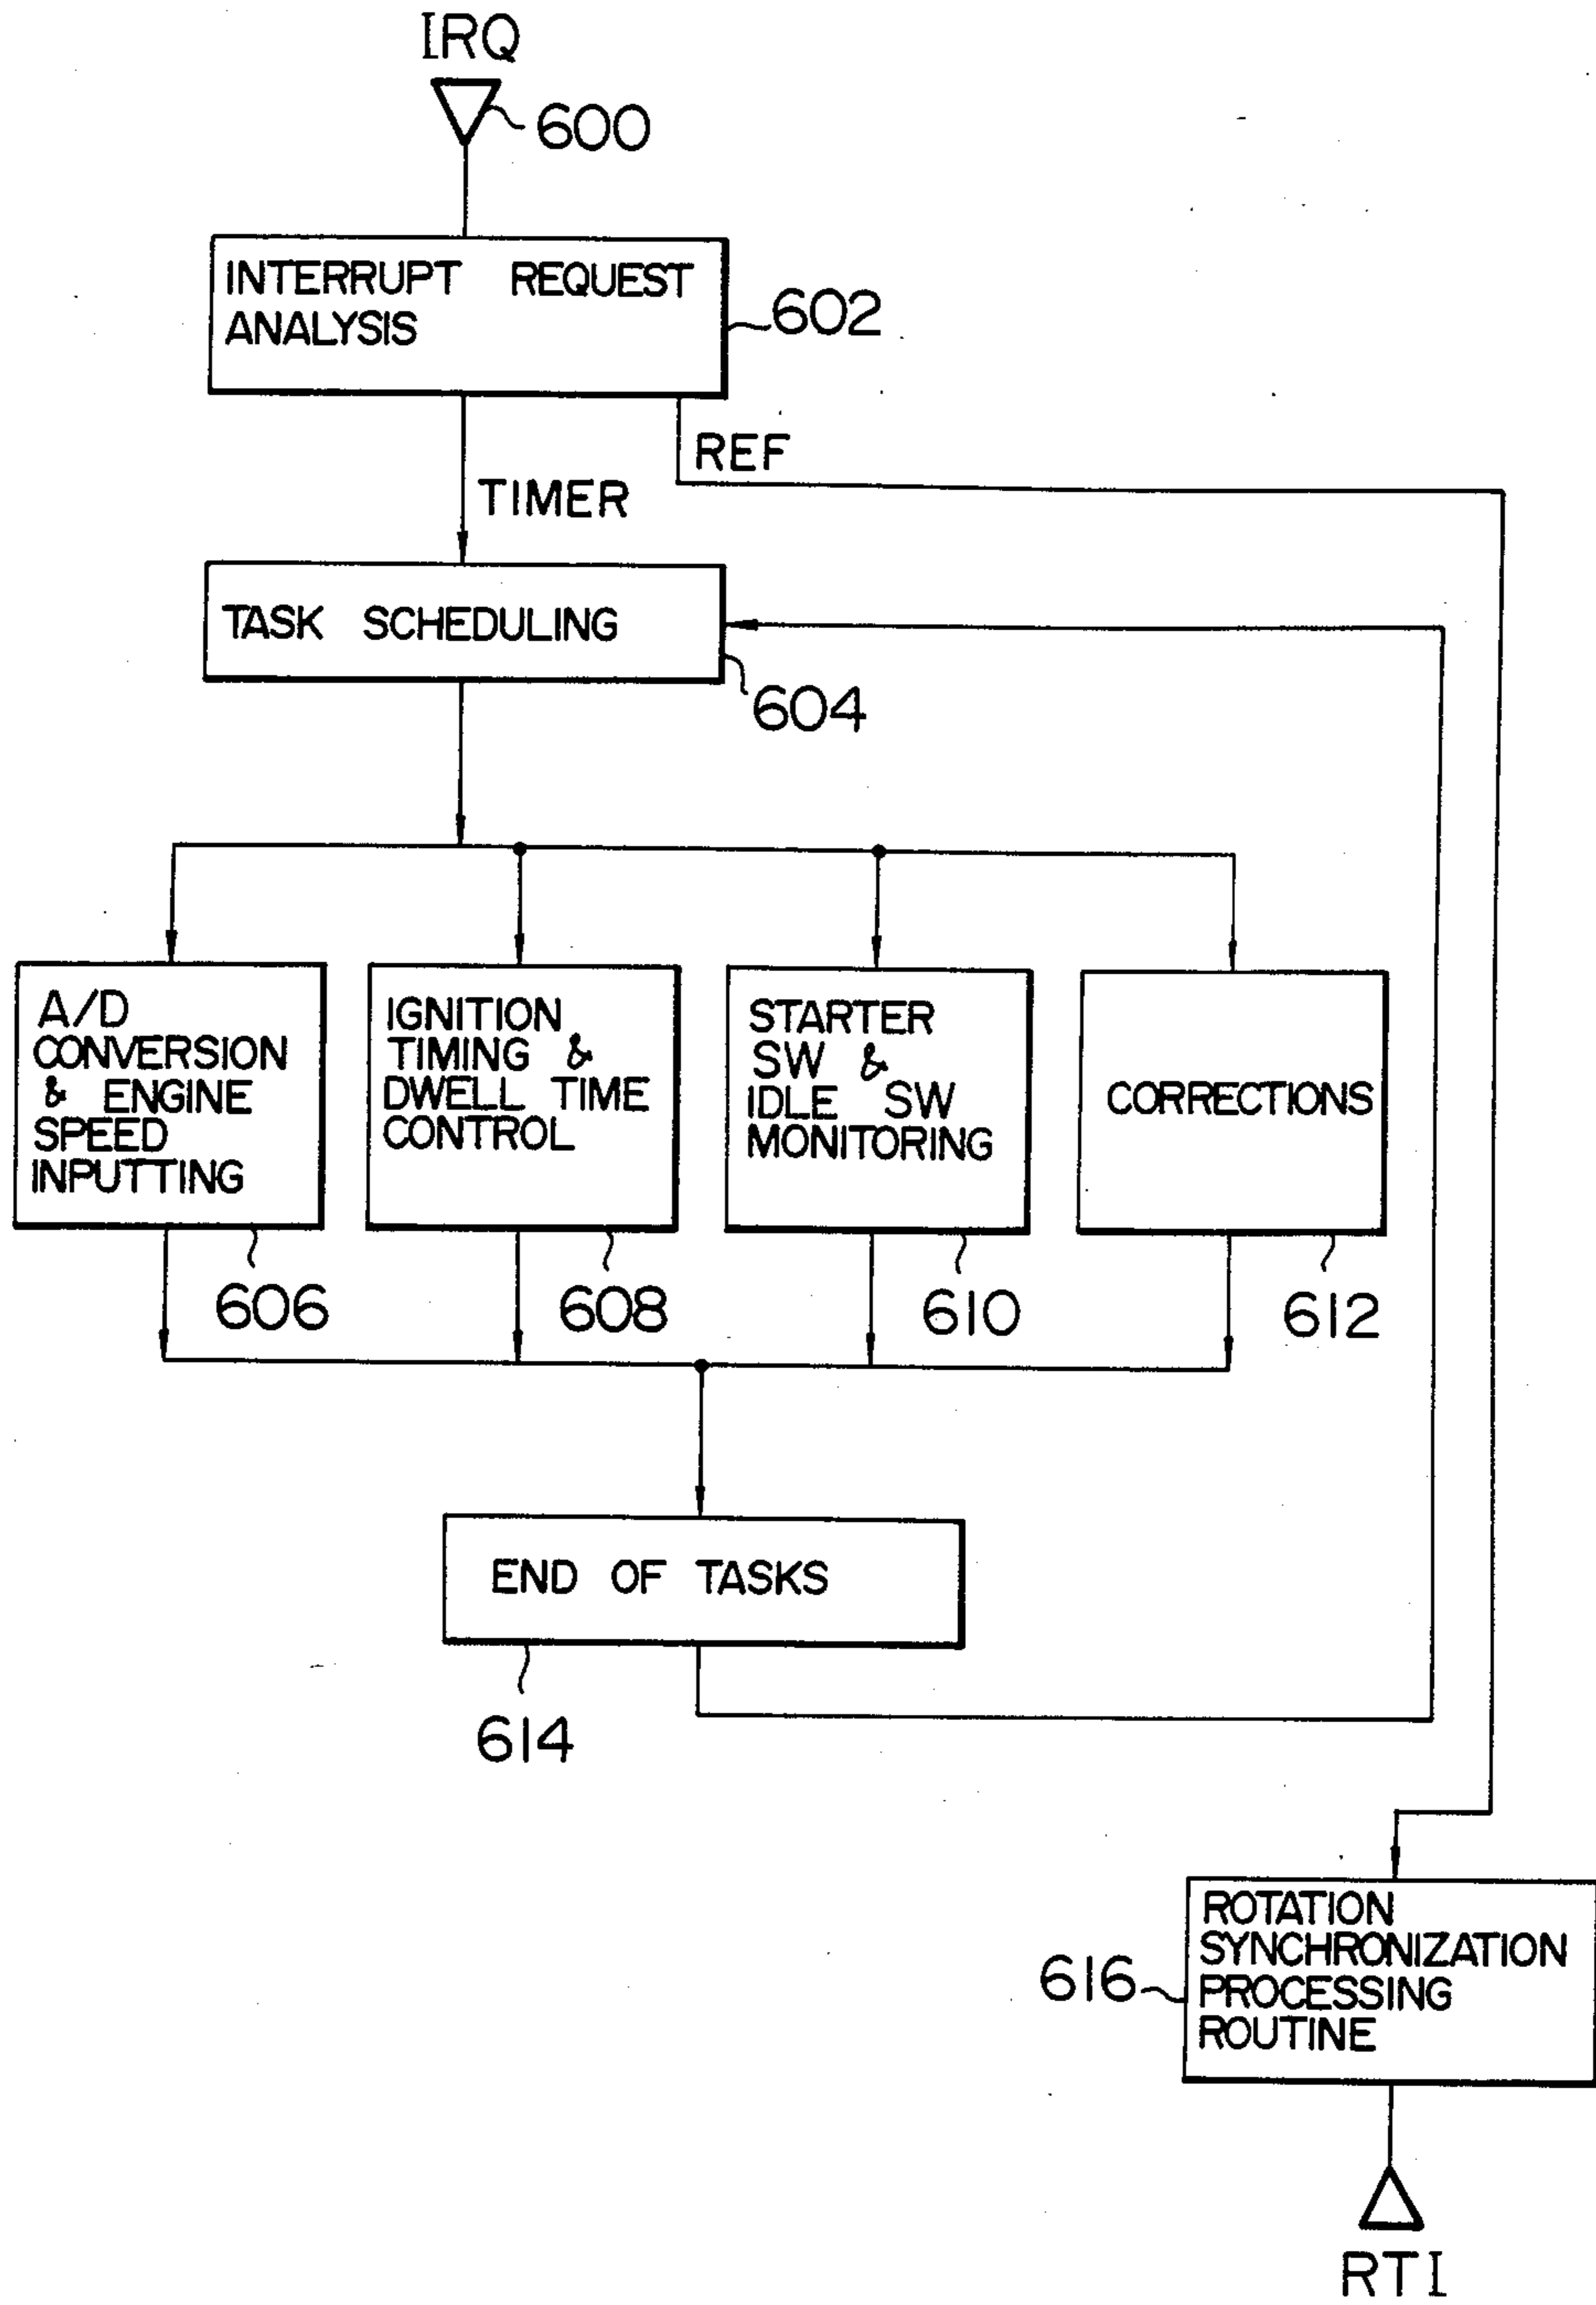 IRQ
600
INTERRUPT REQUEST
ANALYSIS
602
REF
TIMER
TASK SCHEDULING
604
A/D
CONVERSION
& ENGINE
SPEED
INPUTTING
606
IGNITION
TIMING &
DWELL TIME
CONTROL
608
STARTER
SW &
IDLE SW
MONITORING
610
CORRECTIONS
612
END OF TASKS
614
ROTATION
SYNCHRONIZATION
PROCESSING
ROUTINE
616
RTI